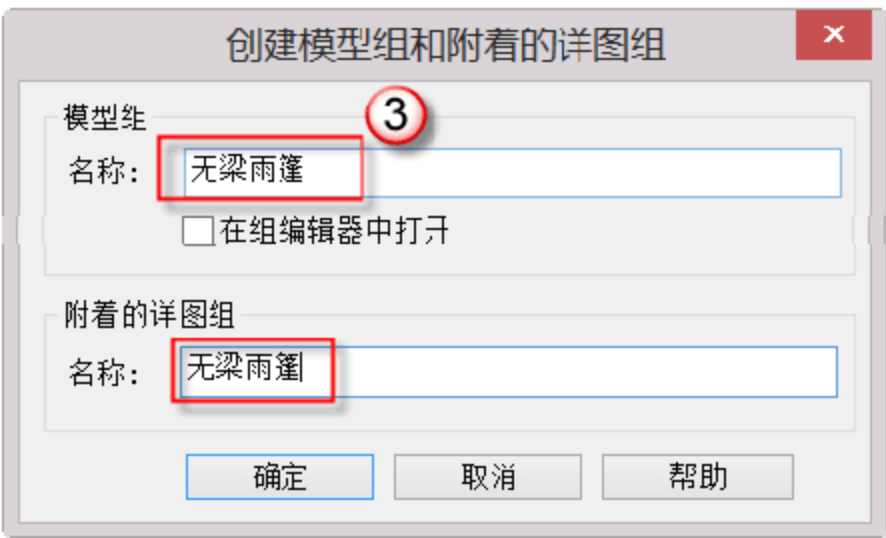 创建模型组和附着的详图组
模型组
③
名称： 无梁雨篷
在组编辑器中打开
附着的详图组
名称： 无梁雨篷
确定 取消 帮助